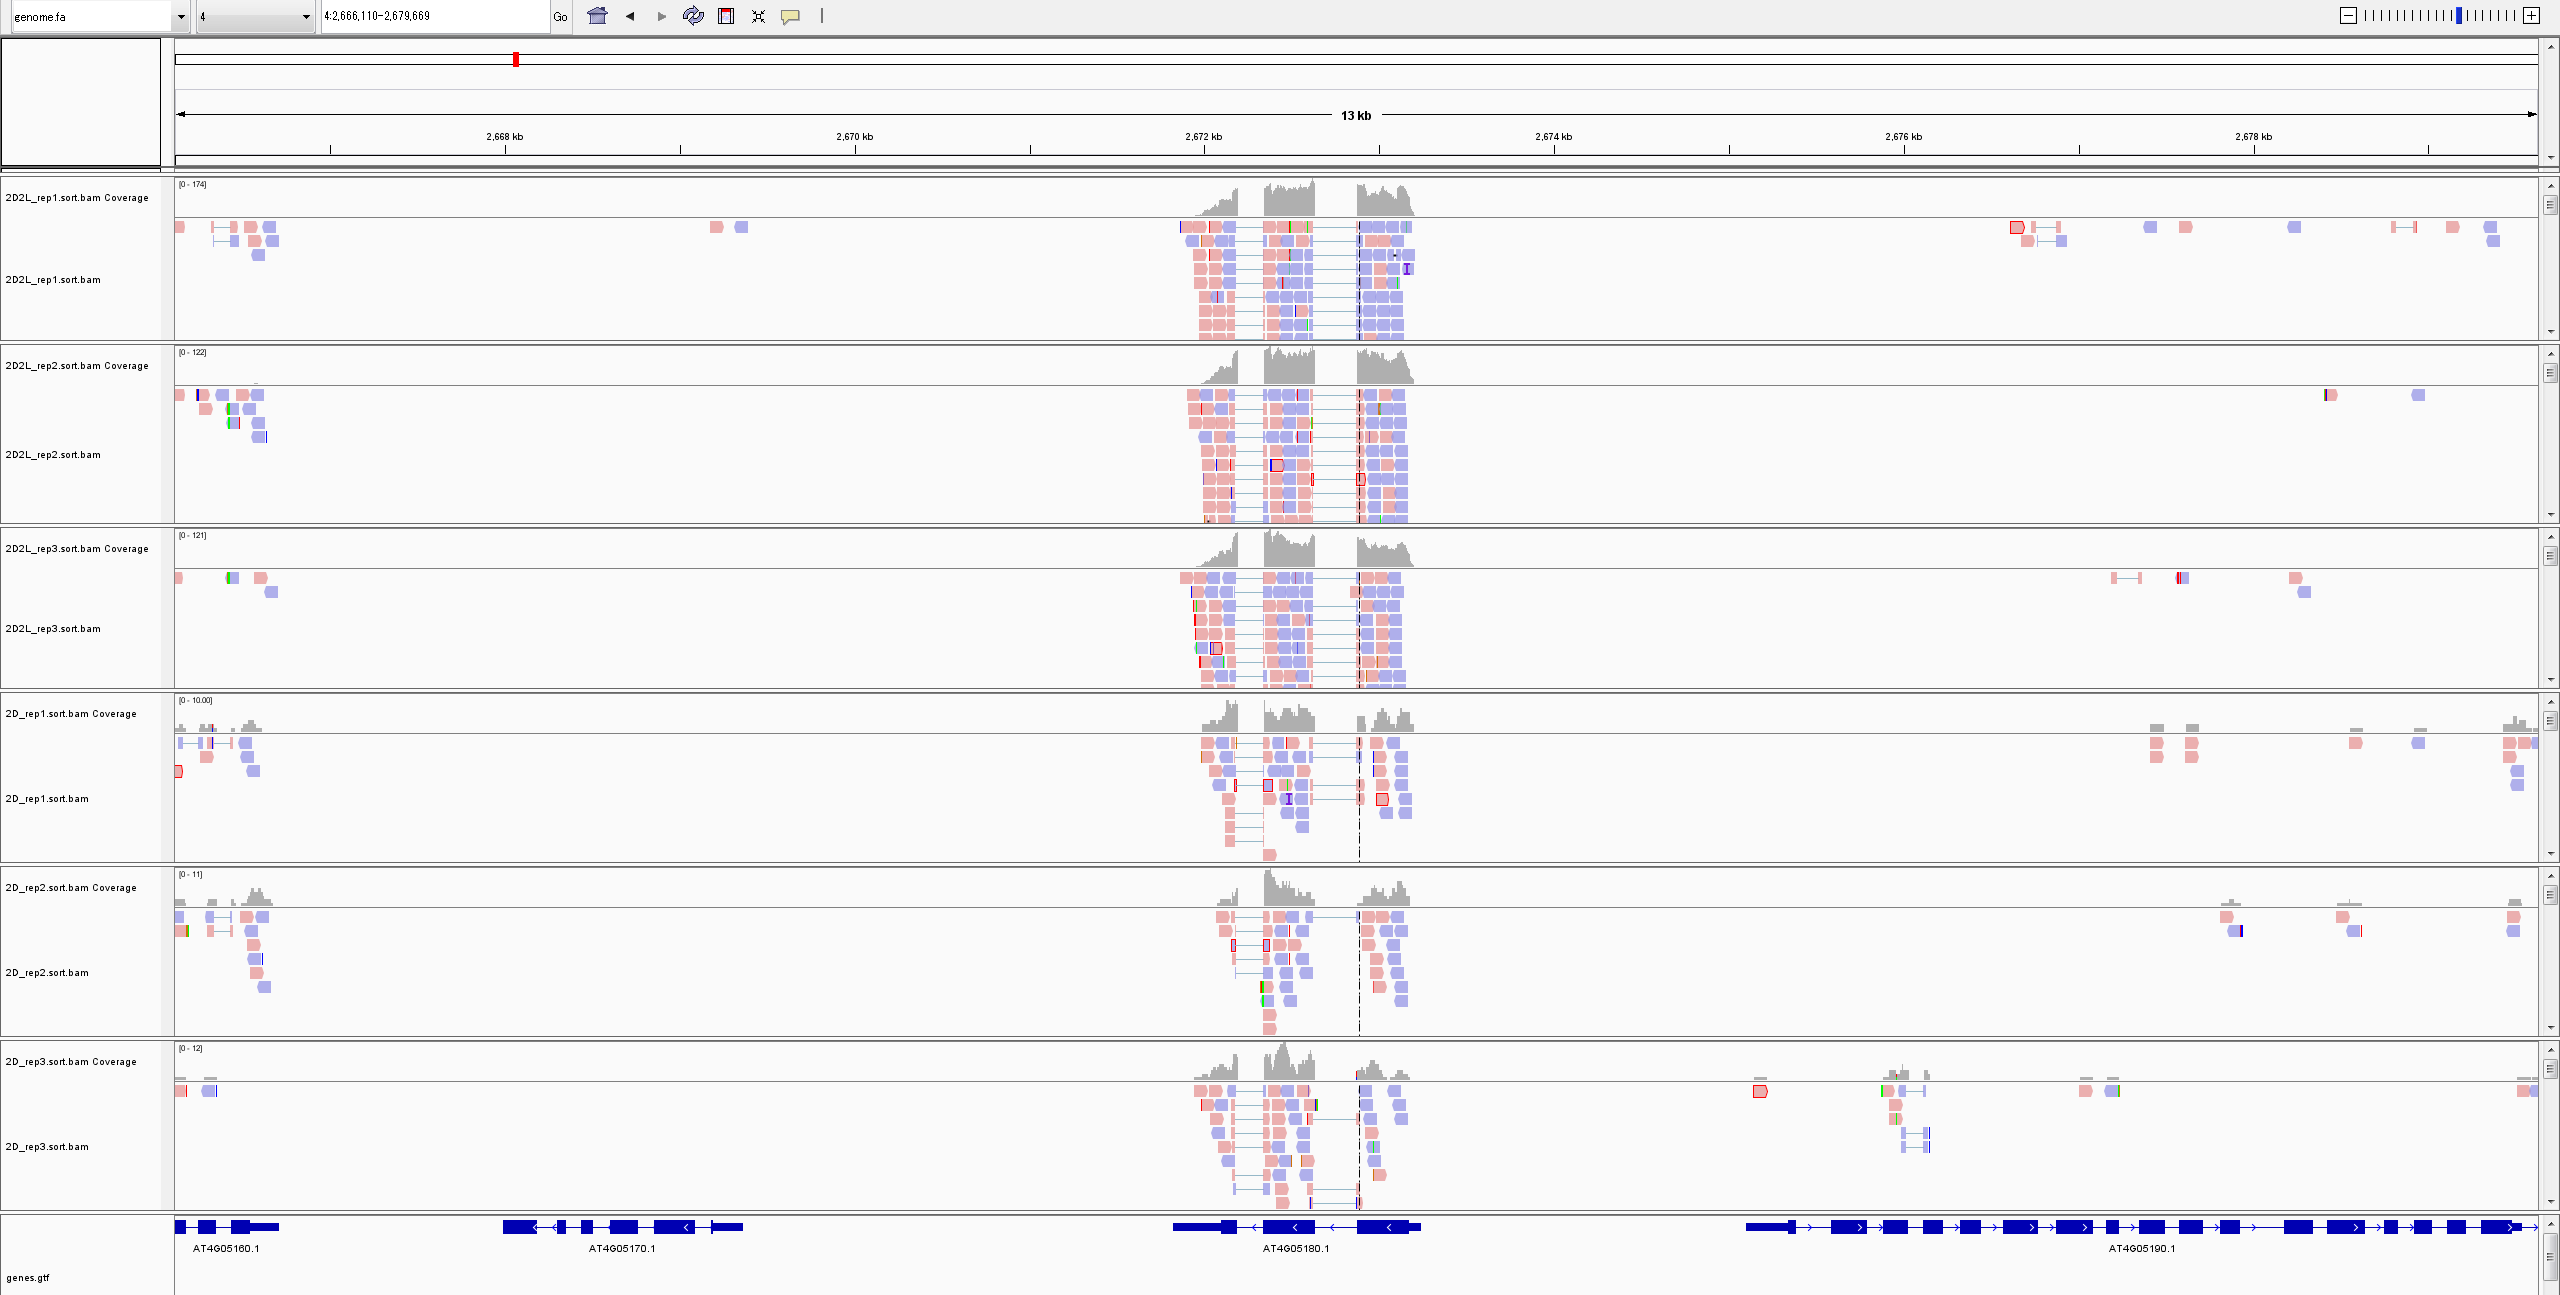 genome.fa
4
4:2,666,110-2,679,669
Go
13 kb
2,668 kb
2,670 kb
2,672 kb
2,674 kb
2,676 kb
2,678 kb
2D2L_rep1.sort.bam Coverage
[0 - 174]
2D2L_rep1.sort.bam
2D2L_rep2.sort.bam Coverage
[0 - 122]
2D2L_rep2.sort.bam
2D2L_rep3.sort.bam Coverage
[0 - 121]
2D2L_rep3.sort.bam
2D_rep1.sort.bam Coverage
[0 - 10.00]
2D_rep1.sort.bam
2D_rep2.sort.bam Coverage
[0 - 11]
2D_rep2.sort.bam
2D_rep3.sort.bam Coverage
[0 - 12]
2D_rep3.sort.bam
AT4G05160.1
AT4G05170.1
AT4G05180.1
AT4G05190.1
genes.gtf